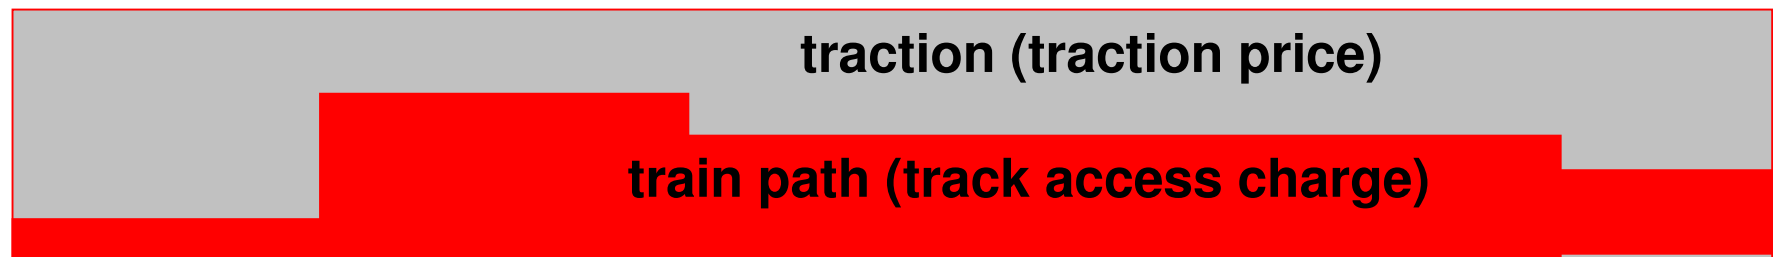 traction (traction price)
train path (track access charge)